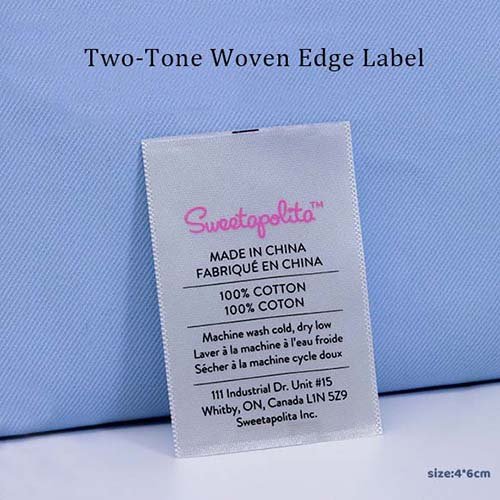 Two-Tone Woven Edge Label
Sweetapolita™
MADE IN CHINA
FABRIQUÉ EN CHINA
100% COTTON
100% COTON
Machine wash cold, dry low
Laver à la machine à l'eau froide
Sécher à la machine cycle doux
111 Industrial Dr. Unit #15
Whitby, ON, Canada L1N 5Z9
Sweetapolita Inc.
size:4*6cm